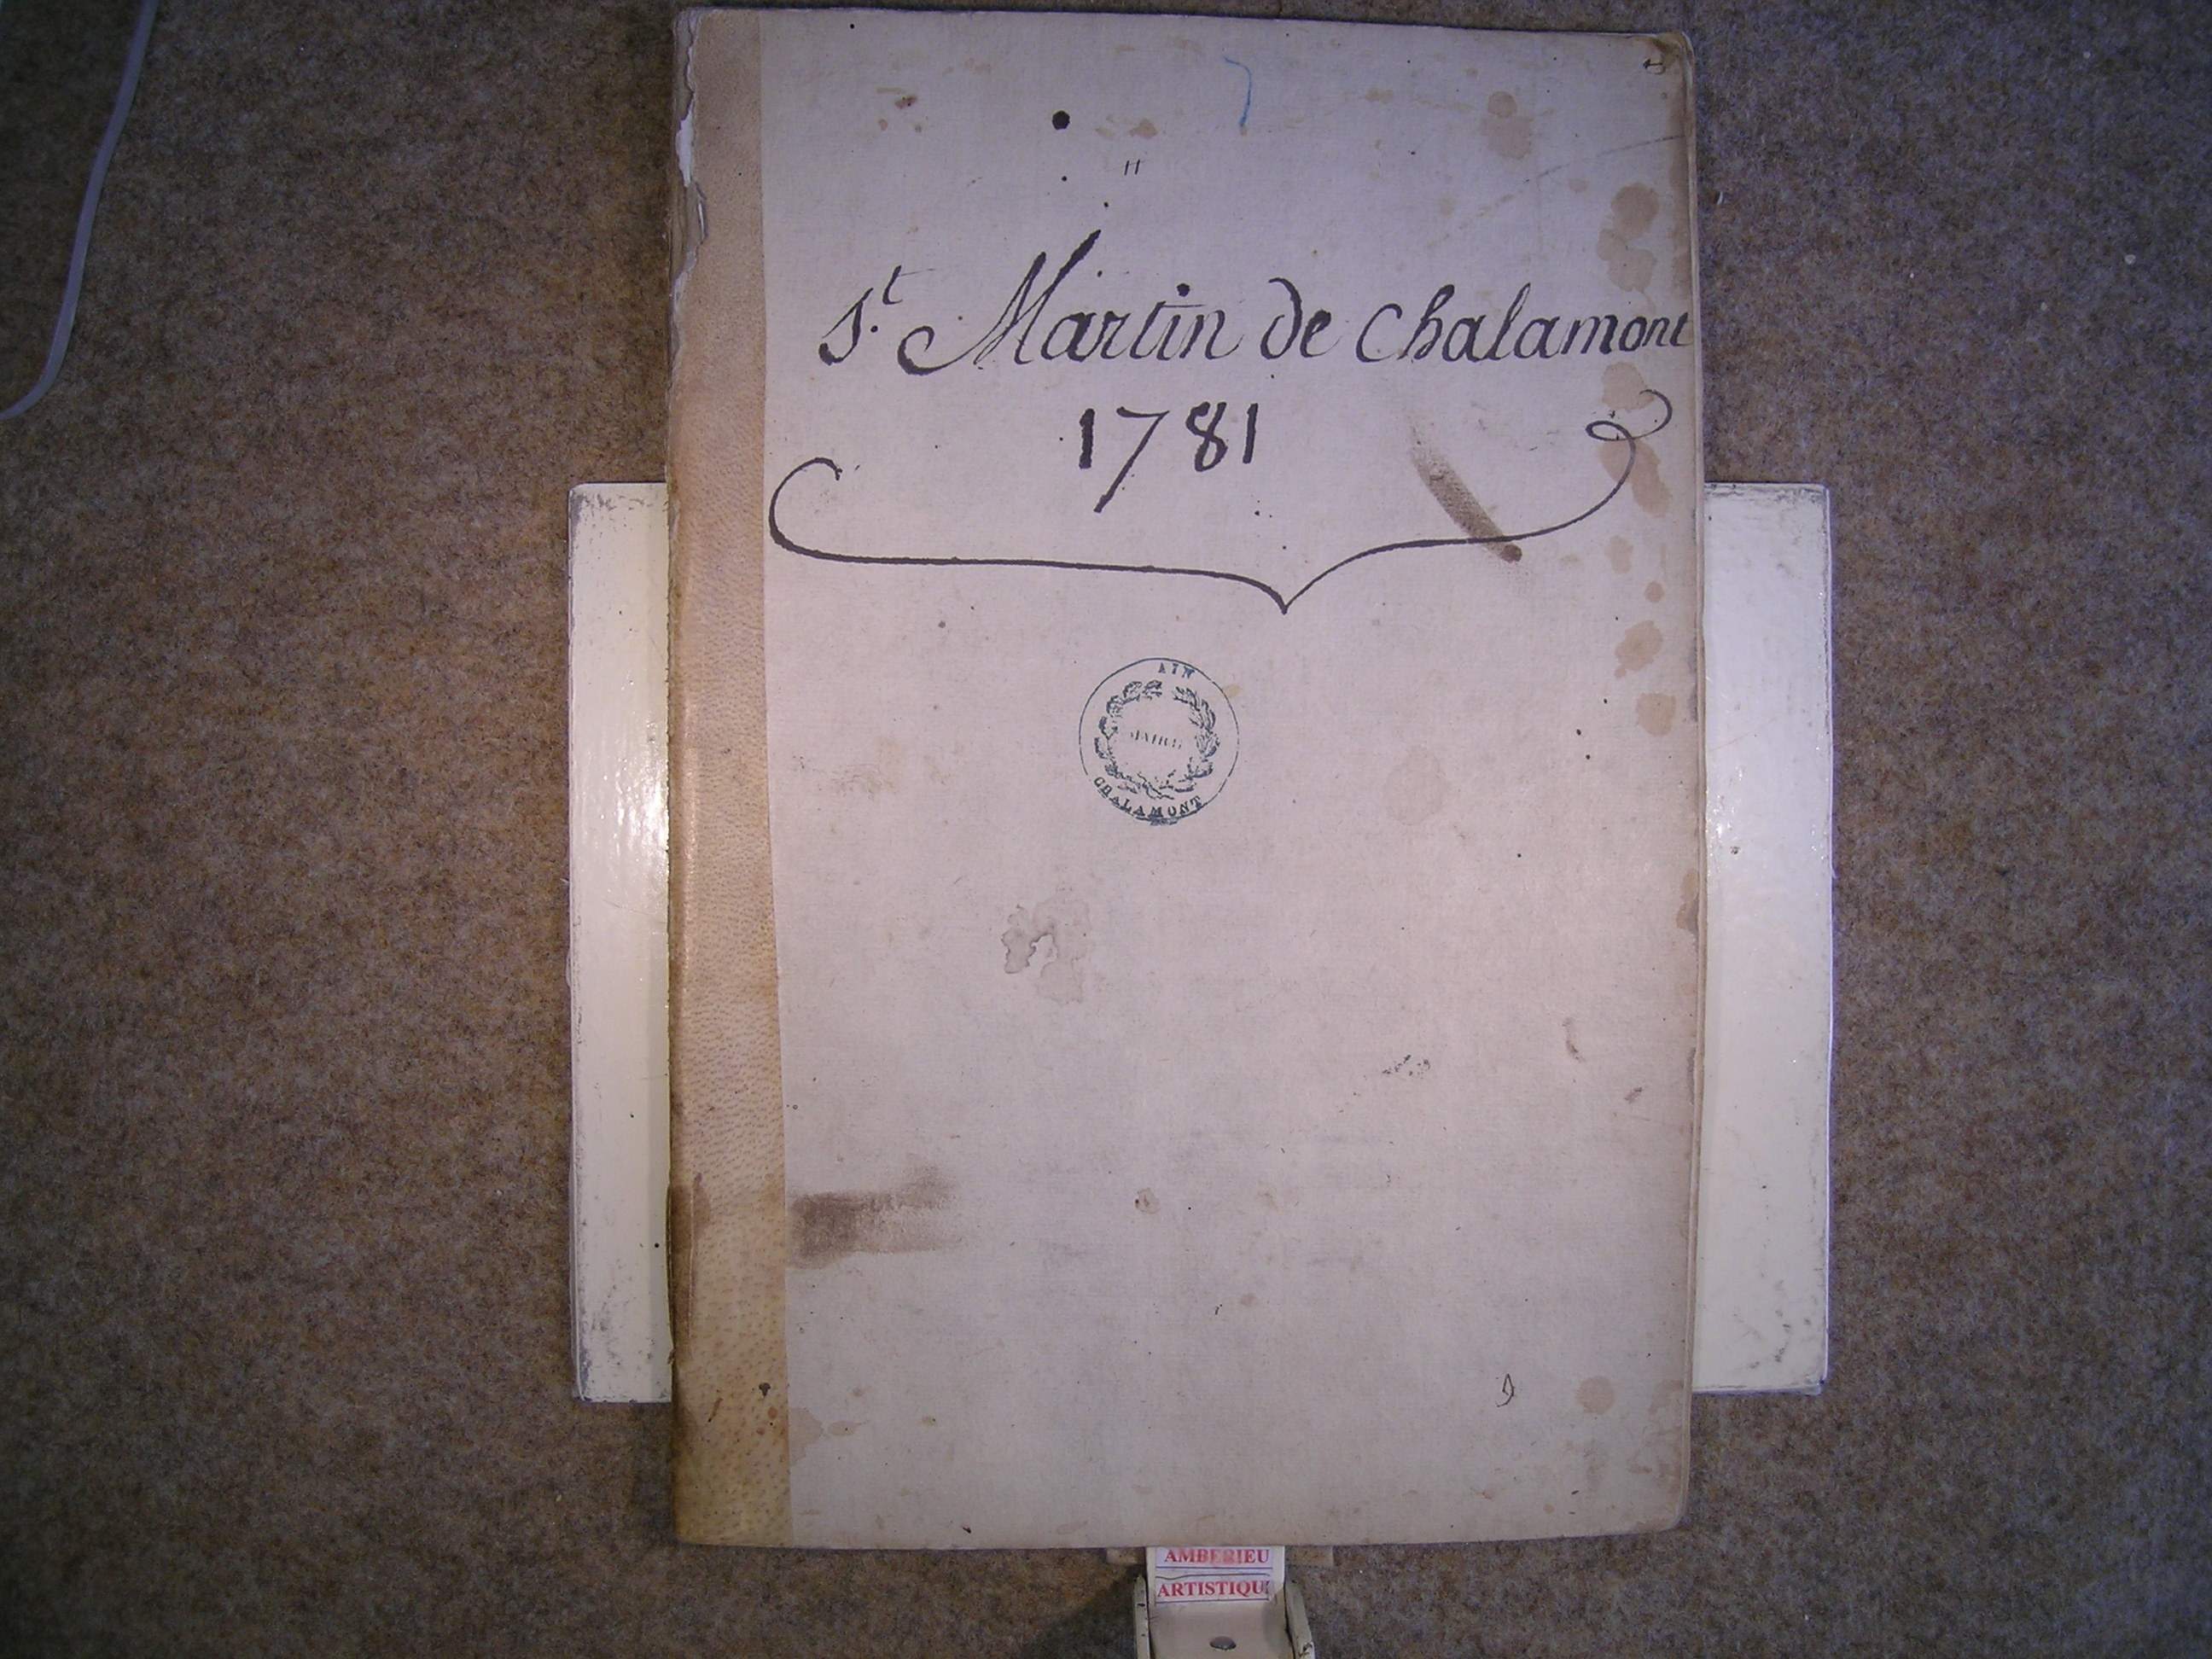 St. Martin de Chalamont
1781
AIN
MAIRIE
CHALAMONT
AMBERIEU
ARTISTIQUE